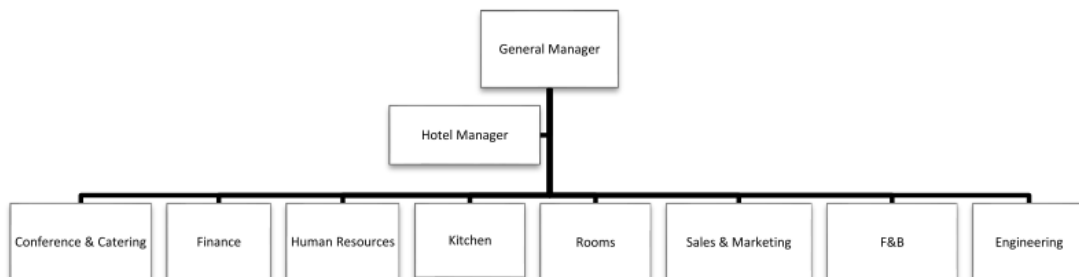 General Manager
Hotel Manager
Conference & Catering
Finance
Human Resources
Kitchen
Rooms
Sales & Marketing
F&B
Engineering